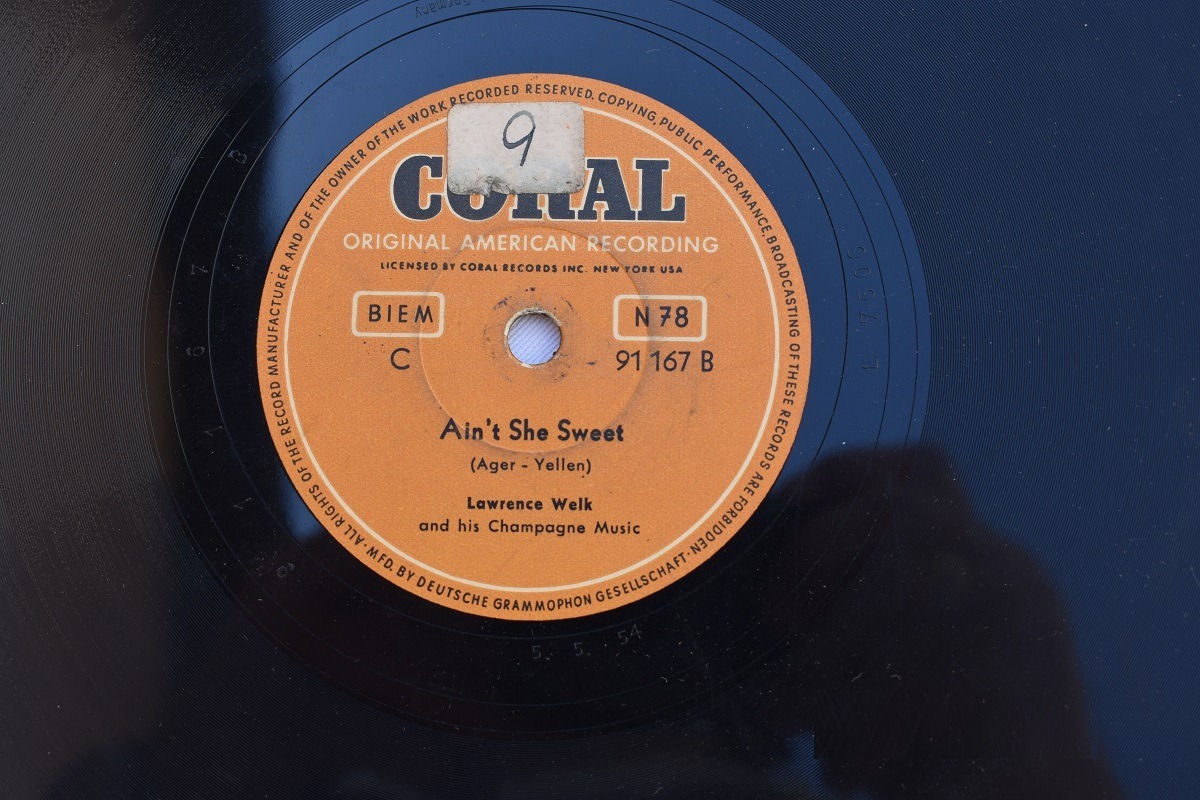 9
CORAL
ORIGINAL AMERICAN RECORDING
LICENSED BY CORAL RECORDS INC. NEW YORK USA
BIEM
N 78
C
91 167 B
Ain't She Sweet
(Ager - Yellen)
Lawrence Welk
and his Champagne Music
ALL RIGHTS OF THE RECORD MANUFACTURER AND OF THE OWNER OF THE WORK RECORDED RESERVED. COPYING, PUBLIC PERFORMANCE, BROADCASTING OF THESE RECORDS ARE FORBIDDEN · MFD. BY DEUTSCHE GRAMMOPHON GESELLSCHAFT ·
5. 5. 54
Germany